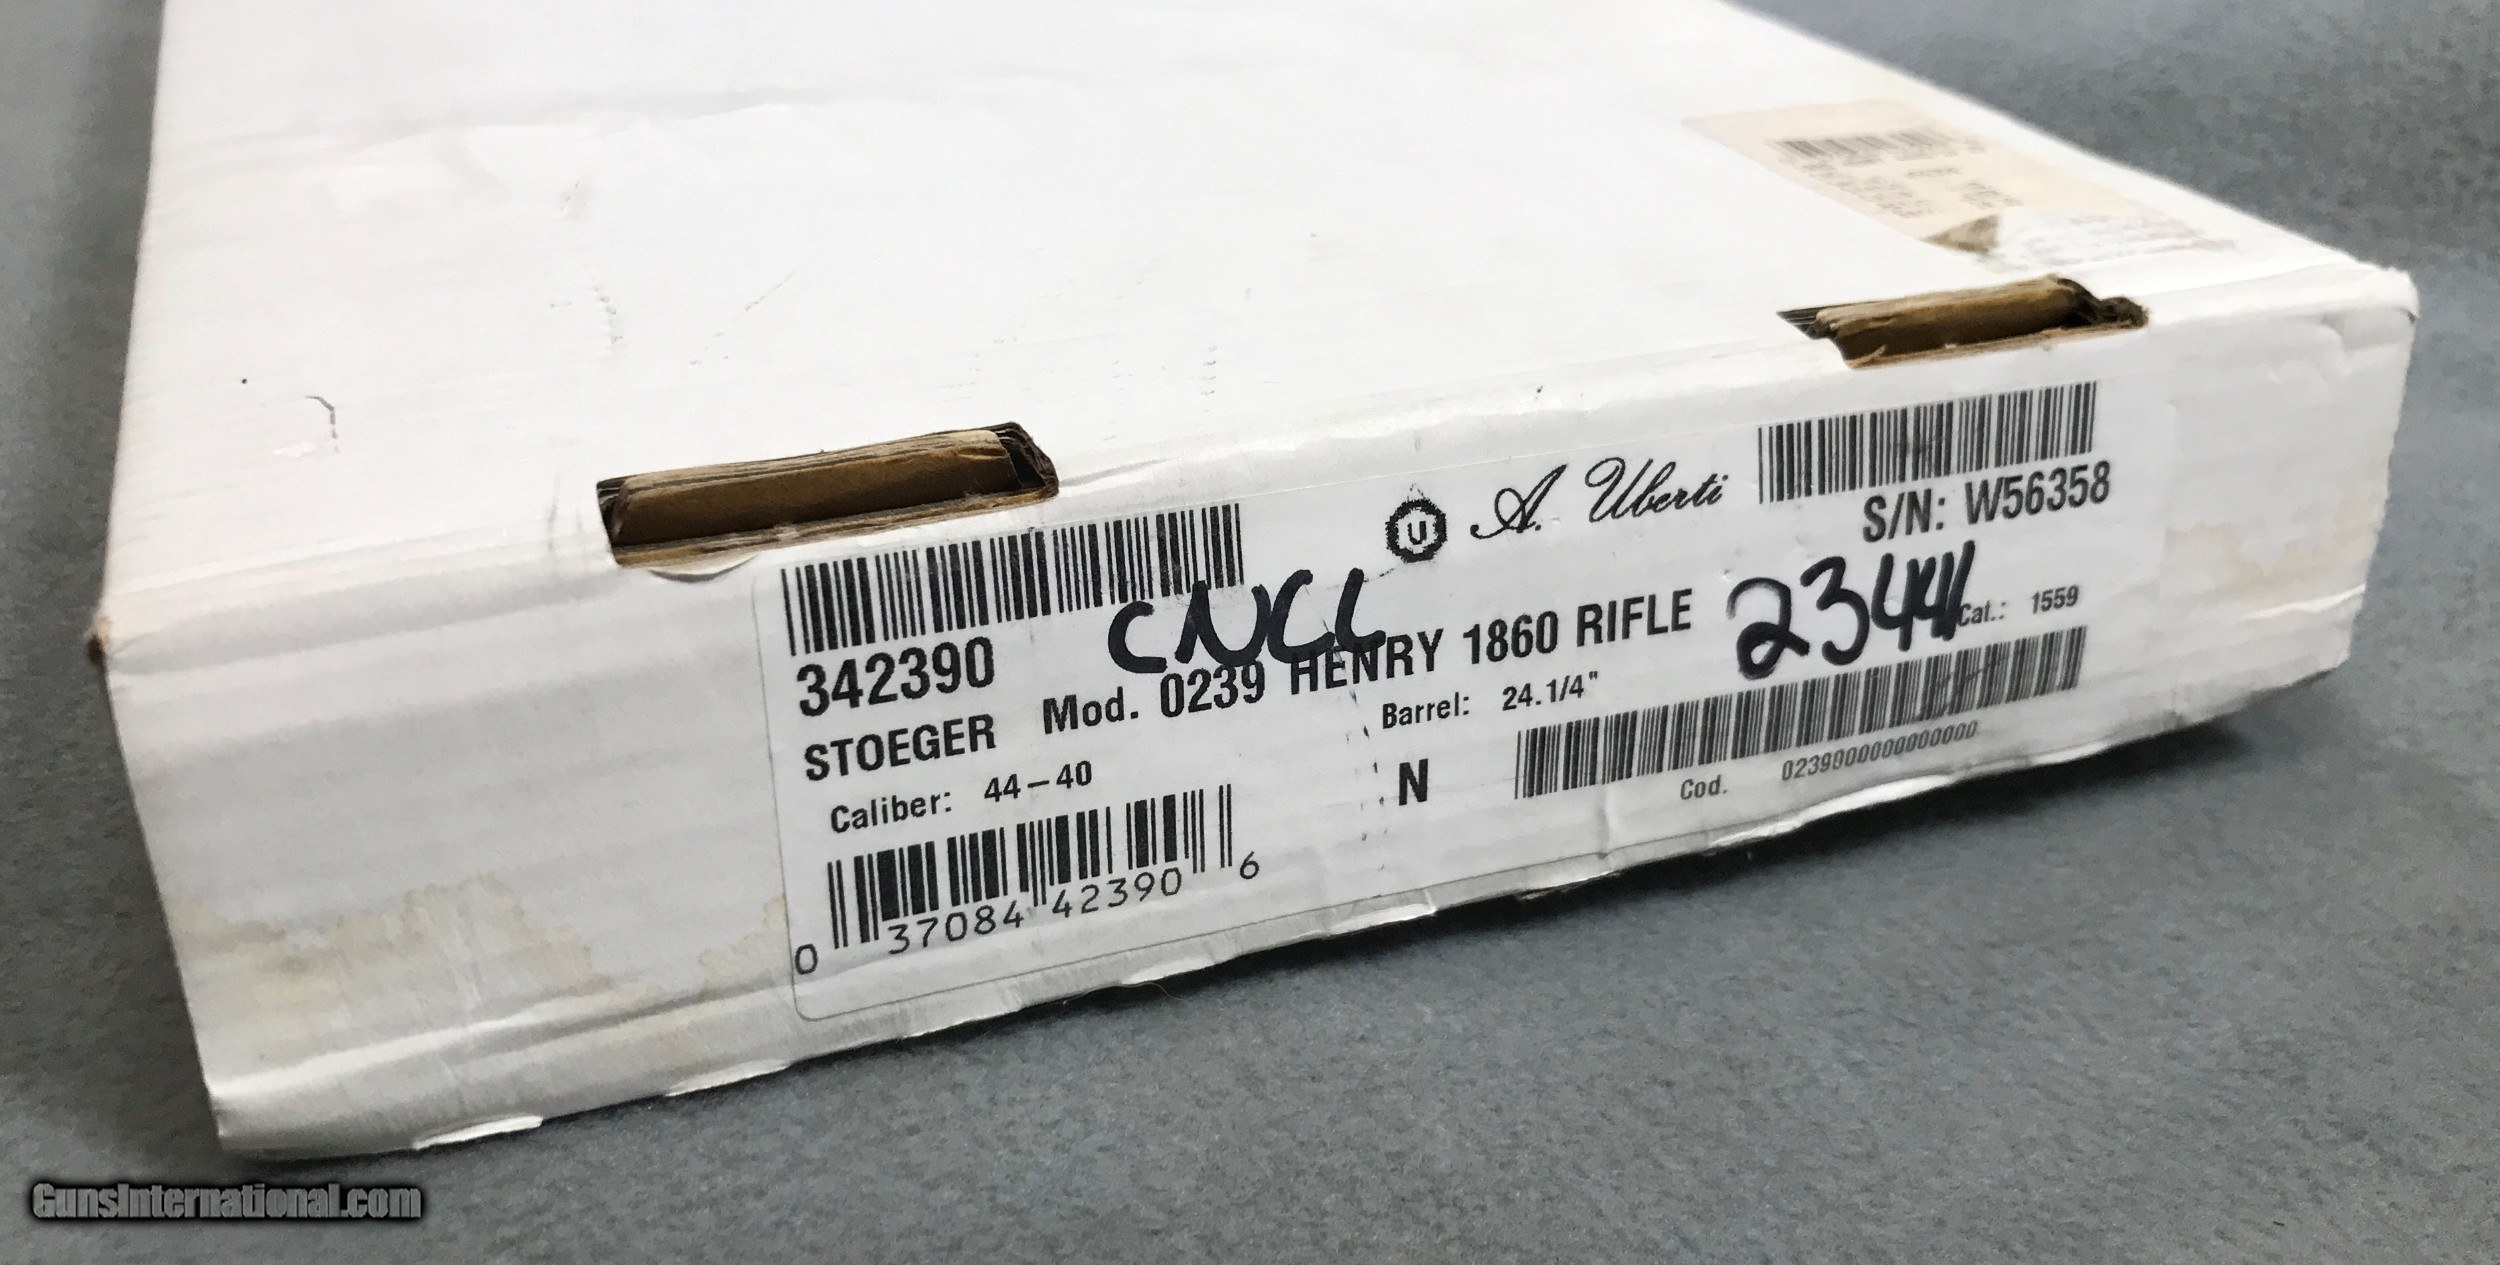 U A. Uberti
S/N: W56358
342390
CNCL
2344
STOEGER Mod. 0239 HENRY 1860 RIFLE
Cat.: 1559
Caliber: 44-40
Barrel: 24.1/4"
N
Cod. 0239000000000000
0 37084 42390 6
GunsInternational.com